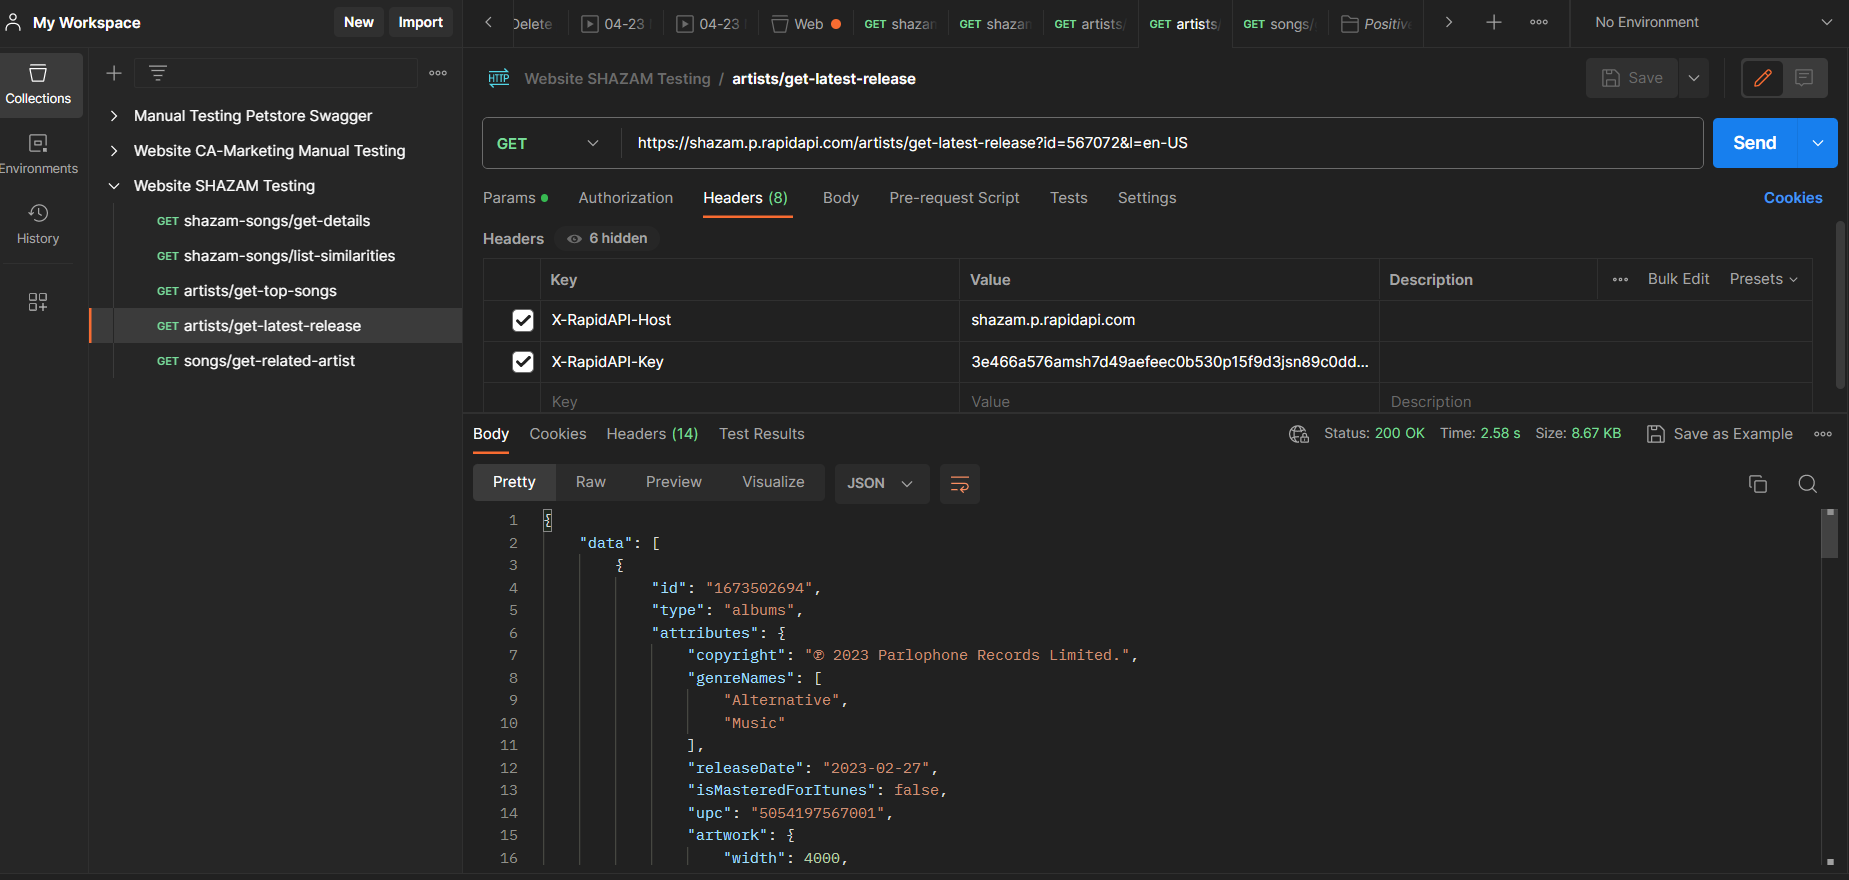 My Workspace
New
Import
Delete
04-23
04-23
Web
GET shazam
GET shazam
GET artists/
GET artists/
GET songs/
Positive
No Environment
Collections
Environments
History
Manual Testing Petstore Swagger
Website CA-Marketing Manual Testing
Website SHAZAM Testing
GET shazam-songs/get-details
GET shazam-songs/list-similarities
GET artists/get-top-songs
GET artists/get-latest-release
GET songs/get-related-artist
HTTP Website SHAZAM Testing / artists/get-latest-release
Save
GET https://shazam.p.rapidapi.com/artists/get-latest-release?id=567072&l=en-US
Send
Params Authorization Headers (8) Body Pre-request Script Tests Settings
Cookies
Headers 6 hidden
Key Value Description Bulk Edit Presets
X-RapidAPI-Host shazam.p.rapidapi.com
X-RapidAPI-Key 3e466a576amsh7d49aefeec0b530p15f9d3jsn89c0dd...
Key Value Description
Body Cookies Headers (14) Test Results
Status: 200 OK Time: 2.58 s Size: 8.67 KB Save as Example
Pretty Raw Preview Visualize JSON
1 {
2 "data": [
3 {
4 "id": "1673502694",
5 "type": "albums",
6 "attributes": {
7 "copyright": "℗ 2023 Parlophone Records Limited.",
8 "genreNames": [
9 "Alternative",
10 "Music"
11 ],
12 "releaseDate": "2023-02-27",
13 "isMasteredForItunes": false,
14 "upc": "5054197567001",
15 "artwork": {
16 "width": 4000,